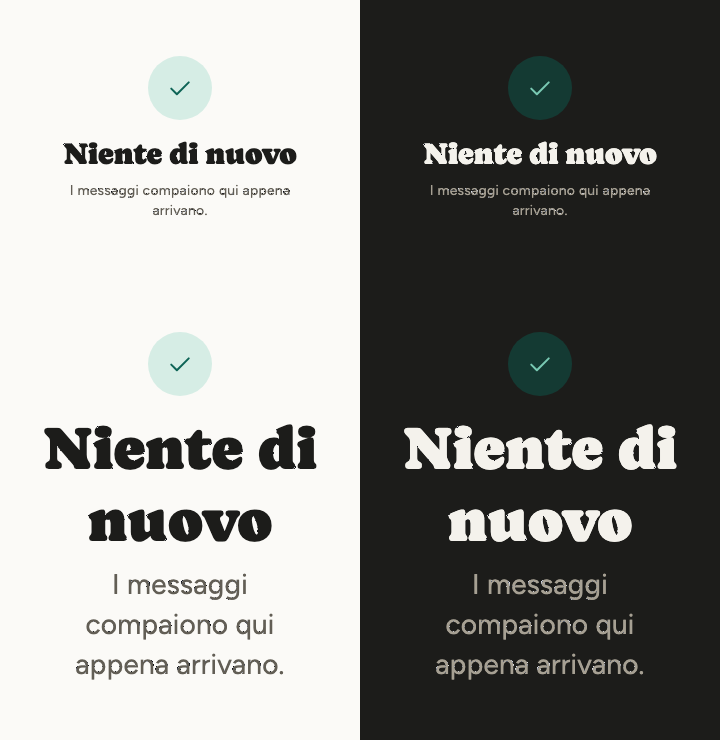 Niente di nuovo
I messaggi compaiono qui appena
arrivano.
Niente di nuovo
I messaggi compaiono qui appena
arrivano.
Niente di
nuovo
I messaggi
compaiono qui
appena arrivano.
Niente di
nuovo
I messaggi
compaiono qui
appena arrivano.